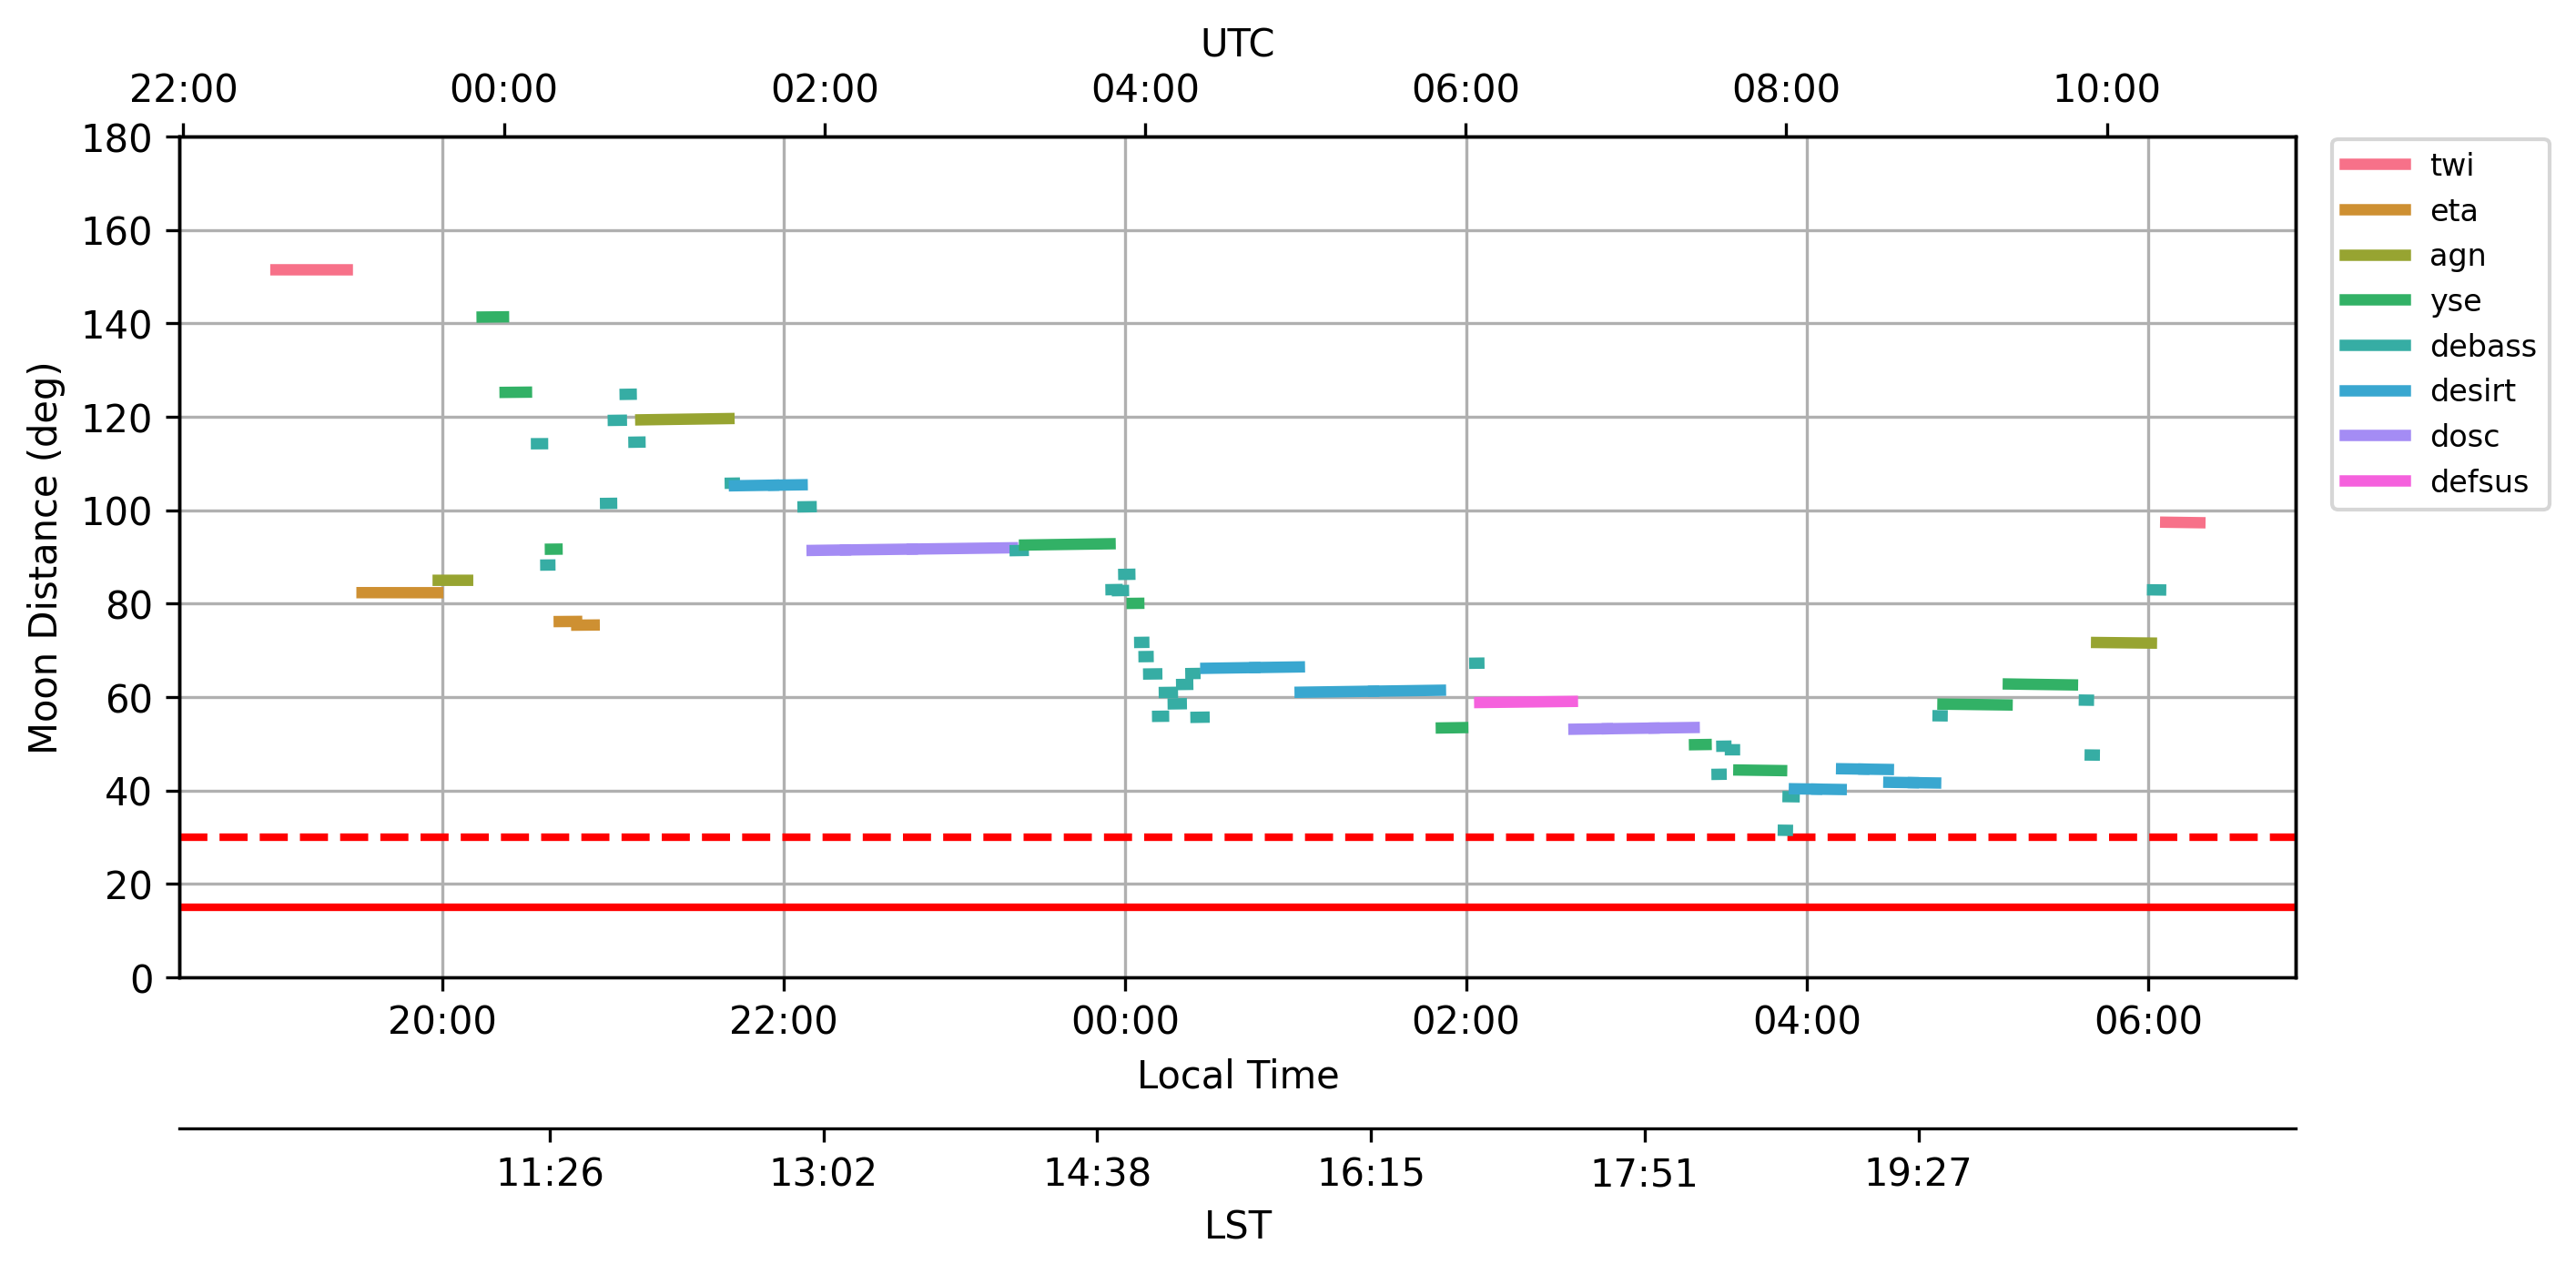 UTC
22:00 00:00 02:00 04:00 06:00 08:00 10:00
180
160
140
120
100
80
60
40
20
0
Moon Distance (deg)
twi
eta
agn
yse
debass
desirt
dosc
defsus
20:00 22:00 00:00 02:00 04:00 06:00
Local Time
11:26 13:02 14:38 16:15 17:51 19:27
LST